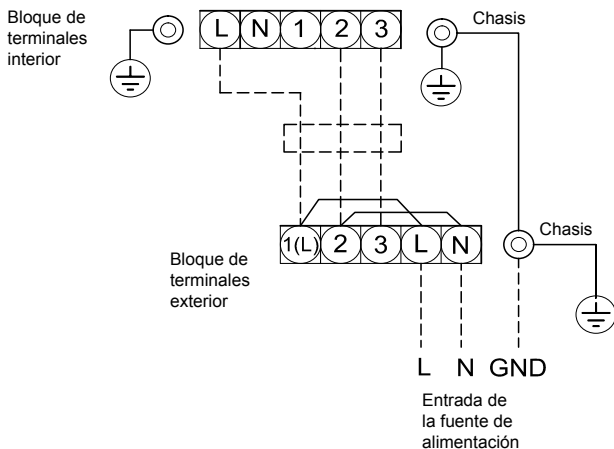 Bloque de
terminales
interior
L N 1 2 3
Chasis
Chasis
1(L) 2 3 L N
Bloque de
terminales
exterior
L N GND
Entrada de
la fuente de
alimentación